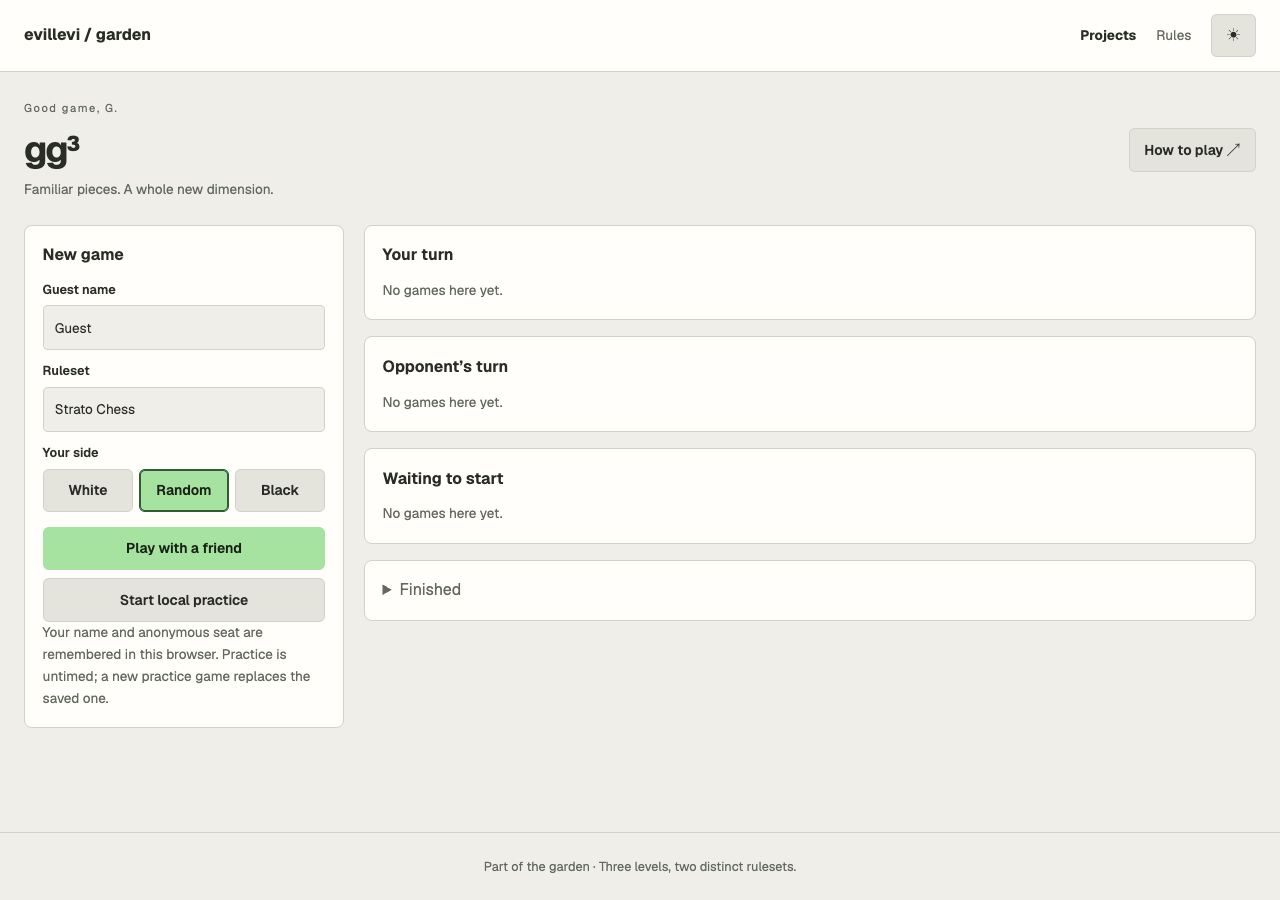 evillevi / garden
Projects
Rules
Good game, G.
gg³
How to play ↗
Familiar pieces. A whole new dimension.
New game
Guest name
Guest
Ruleset
Strato Chess
Your side
White
Random
Black
Play with a friend
Start local practice
Your name and anonymous seat are
remembered in this browser. Practice is
untimed; a new practice game replaces the
saved one.
Your turn
No games here yet.
Opponent’s turn
No games here yet.
Waiting to start
No games here yet.
Finished
Part of the garden · Three levels, two distinct rulesets.